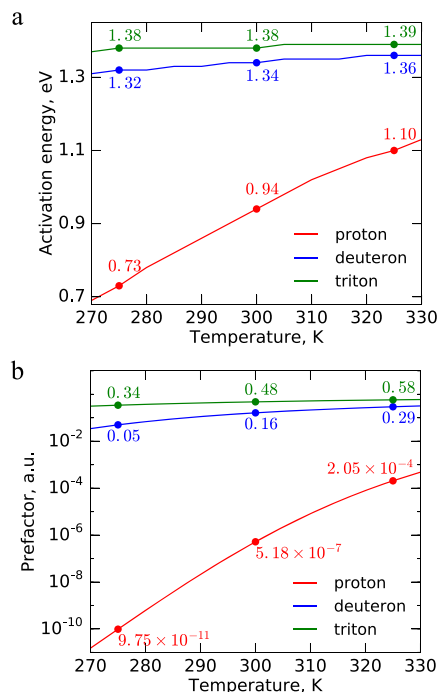 a
1.38
1.38
1.39
1.32
1.34
1.36
1.10
0.94
0.73
1.3
1.1
0.9
0.7
Activation energy, eV
proton
deuteron
triton
270 280 290 300 310 320 330
Temperature, K
b
0.34
0.48
0.58
0.05
0.16
0.29
2.05 × 10⁻⁴
5.18 × 10⁻⁷
9.75 × 10⁻¹¹
10⁻²
10⁻⁴
10⁻⁶
10⁻⁸
10⁻¹⁰
Prefactor, a.u.
proton
deuteron
triton
270 280 290 300 310 320 330
Temperature, K